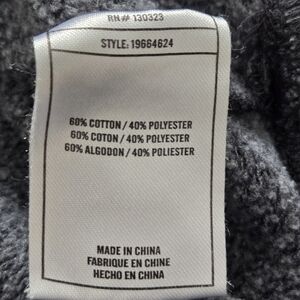 RN# 130323
STYLE: 19664624
60% COTTON / 40% POLYESTER
60% COTON / 40% POLYESTER
60% ALGODON / 40% POLIESTER
MADE IN CHINA
FABRIQUE EN CHINE
HECHO EN CHINA